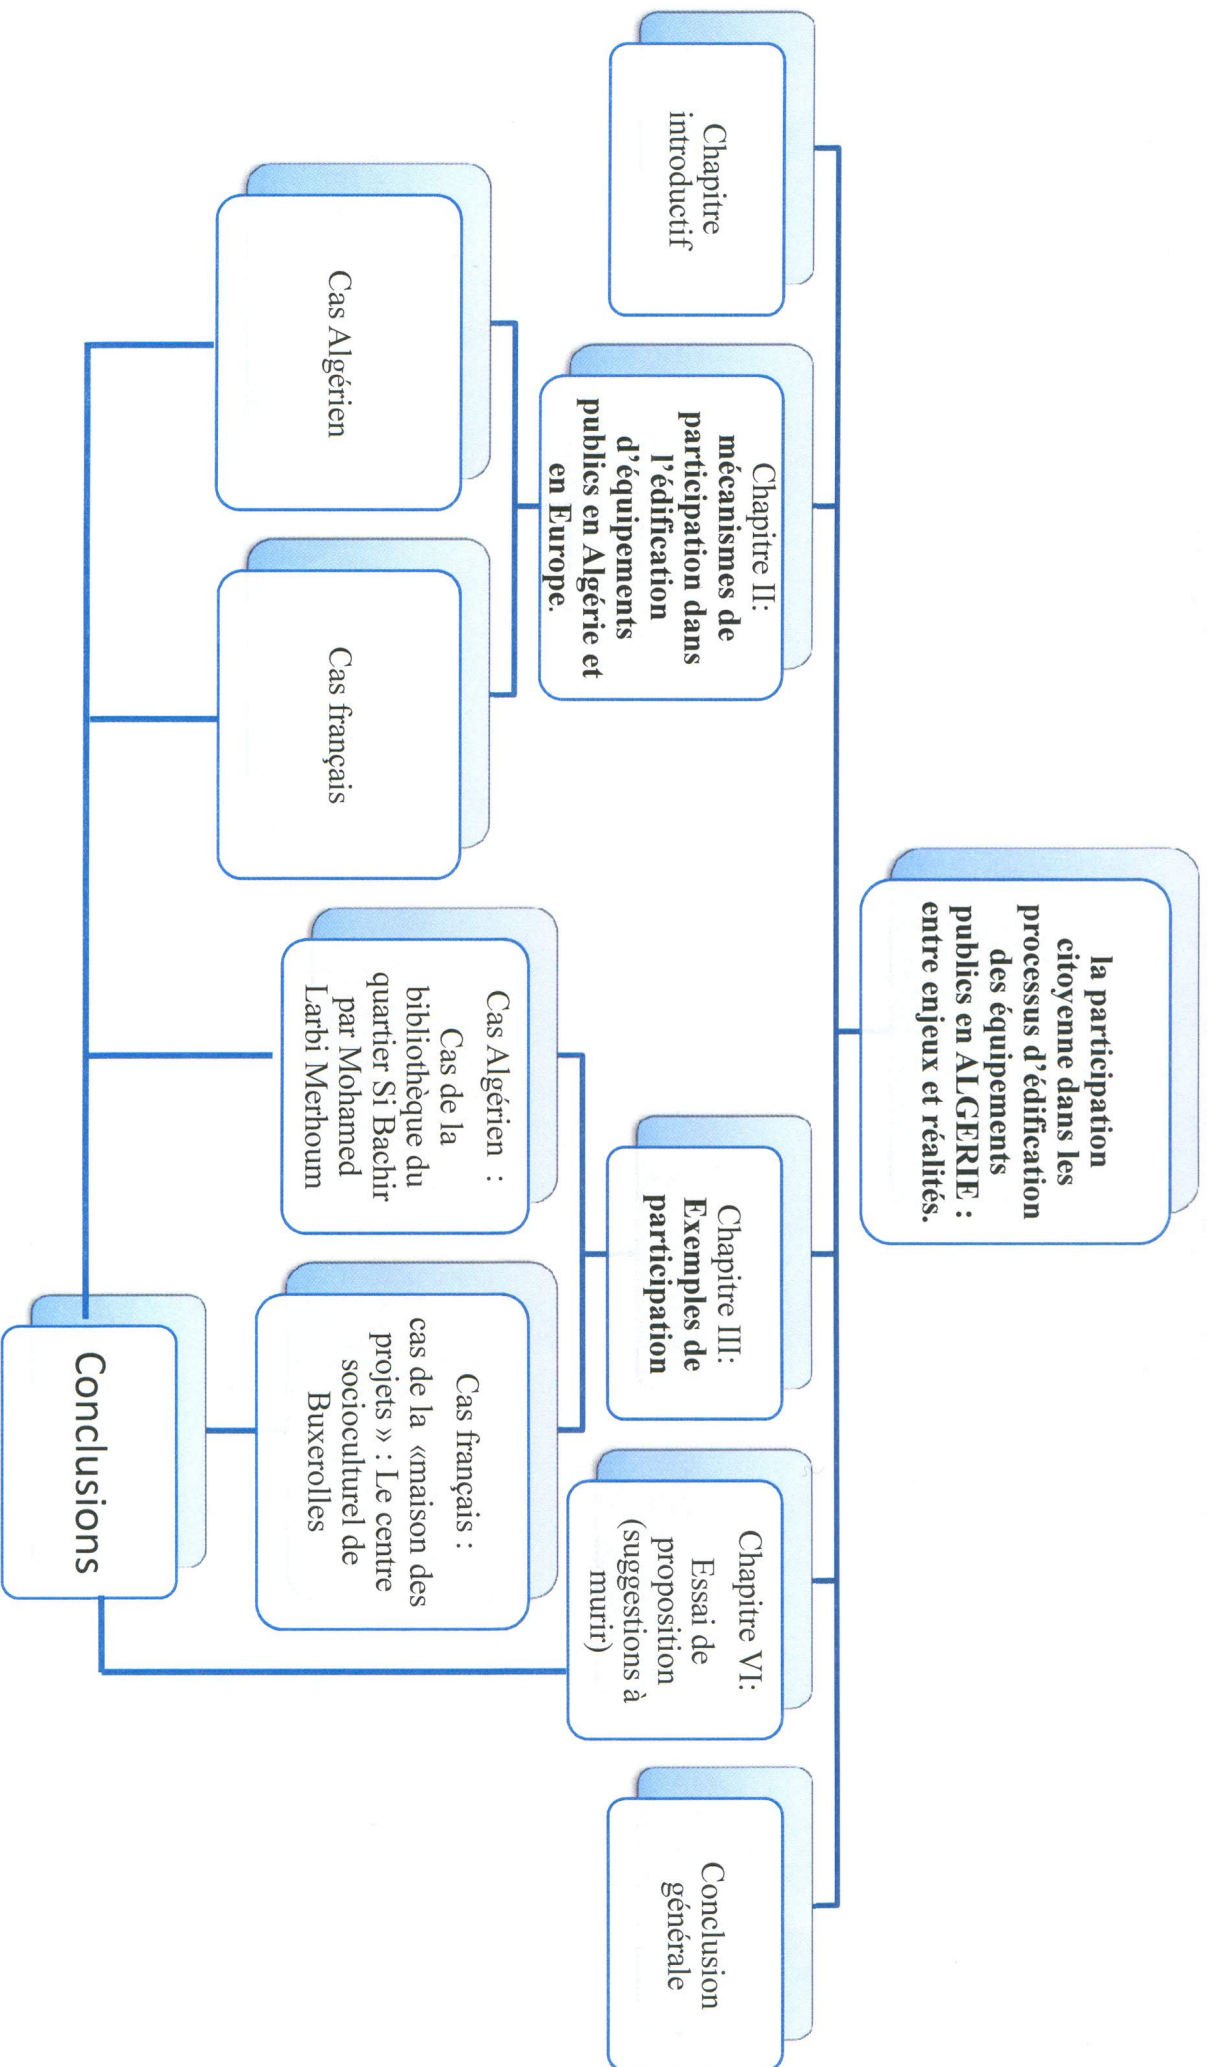 la participation
citoyenne dans les
processus d'édification
des équipements
publics en ALGERIE :
entre enjeux et réalités.
Chapitre
introductif
Chapitre II:
mécanismes de
participation dans
l'édification
d'équipements
publics en Algérie et
en Europe.
Chapitre III:
Exemples de
participation
Chapitre VI:
Essai de
proposition
(suggestions à
murir)
Conclusion
générale
Cas Algérien
Cas français
Cas Algérien :
Cas de la
bibliothèque du
quartier Si Bachir
par Mohamed
Larbi Merhoum
Cas français :
cas de la «maison des
projets » : Le centre
socioculturel de
Buxerolles
Conclusions